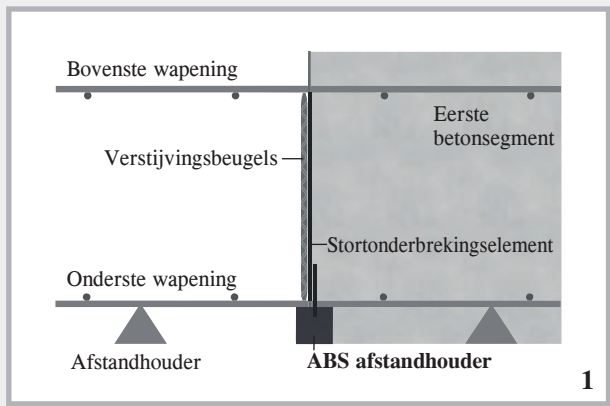 Bovenste wapening
Eerste
betonsegment
Verstijvingsbeugels
Stortonderbrekingselement
Onderste wapening
Afstandhouder
ABS afstandhouder
1